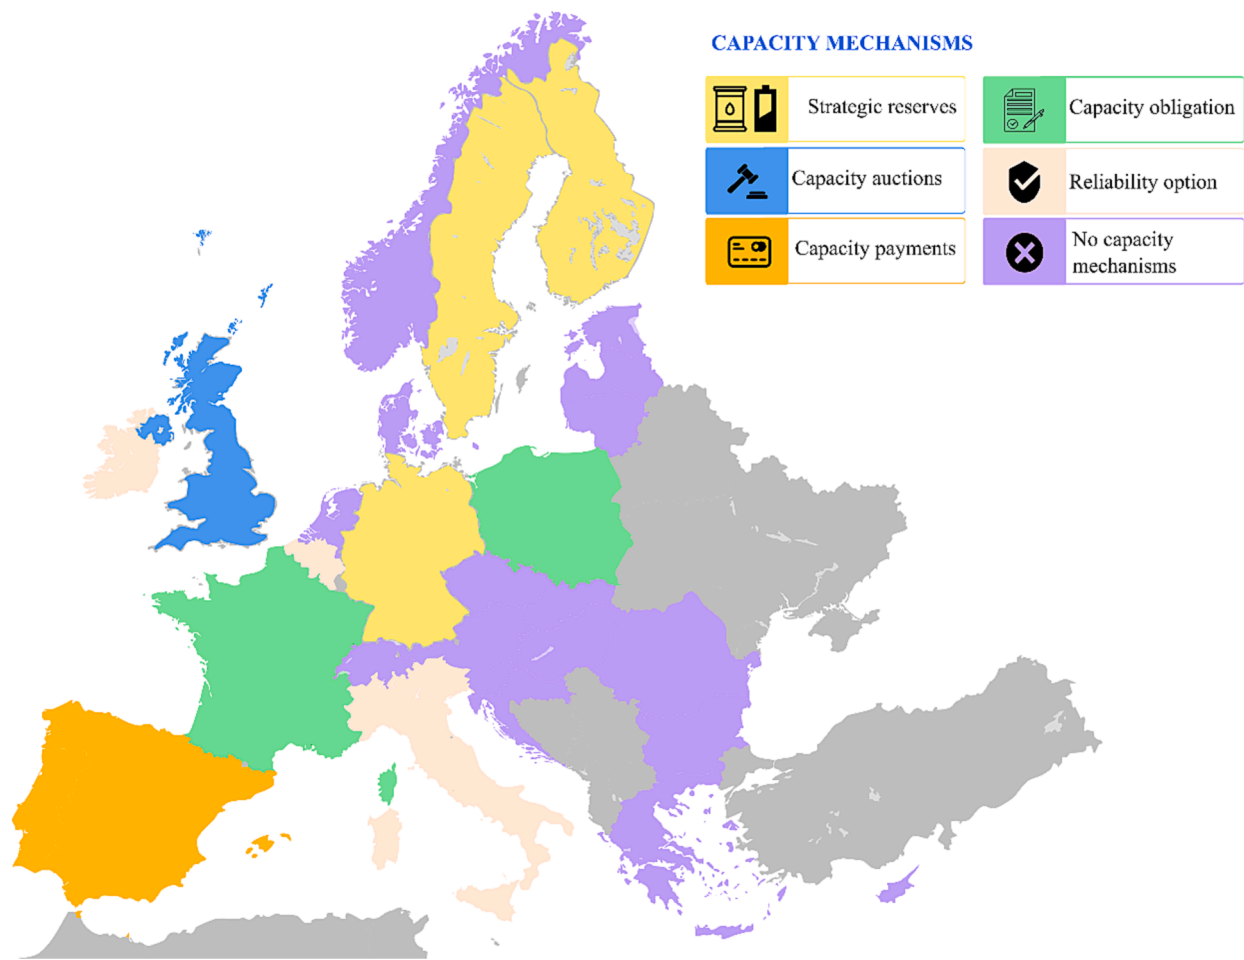 CAPACITY MECHANISMS
Strategic reserves
Capacity obligation
Capacity auctions
Reliability option
Capacity payments
No capacity
mechanisms